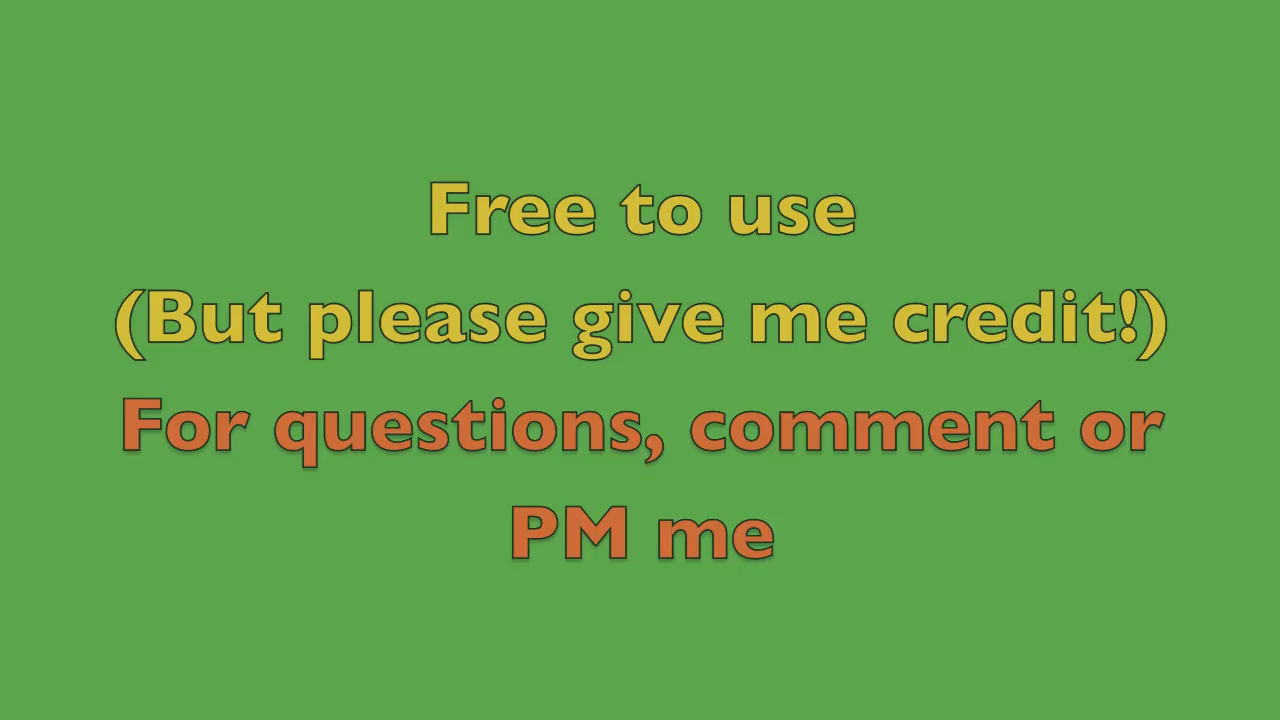 Free to use
(But please give me credit!)
For questions, comment or
PM me